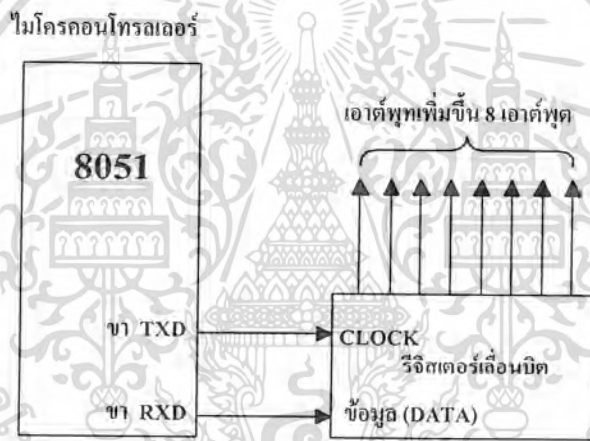 ไมโครคอนโทรลเลอร์
เอาต์พุทเพิ่มขึ้น 8 เอาต์พุต
8051
ขา TXD
CLOCK
รีจิสเตอร์เลื่อนบิต
ขา RXD
ข้อมูล (DATA)